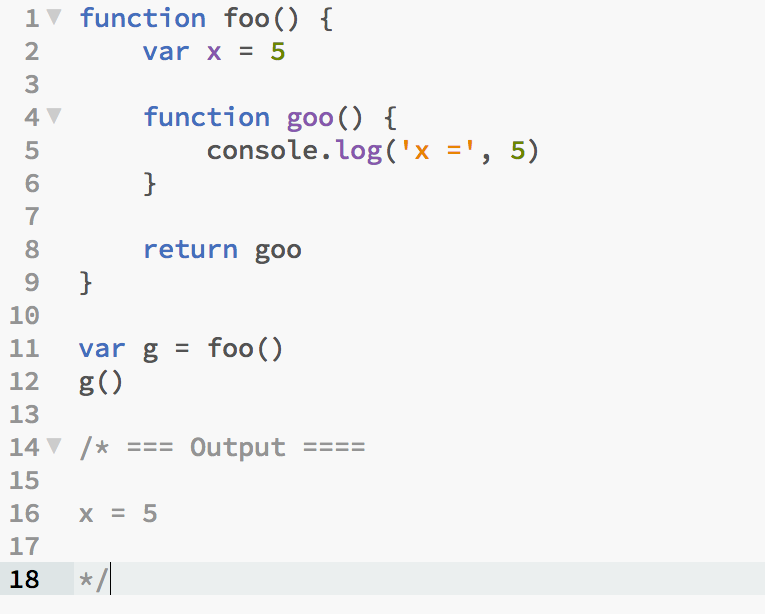 1 function foo() {
2     var x = 5
3
4     function goo() {
5         console.log('x =', 5)
6     }
7
8     return goo
9 }
10
11 var g = foo()
12 g()
13
14 /* === Output ====
15
16 x = 5
17
18 */